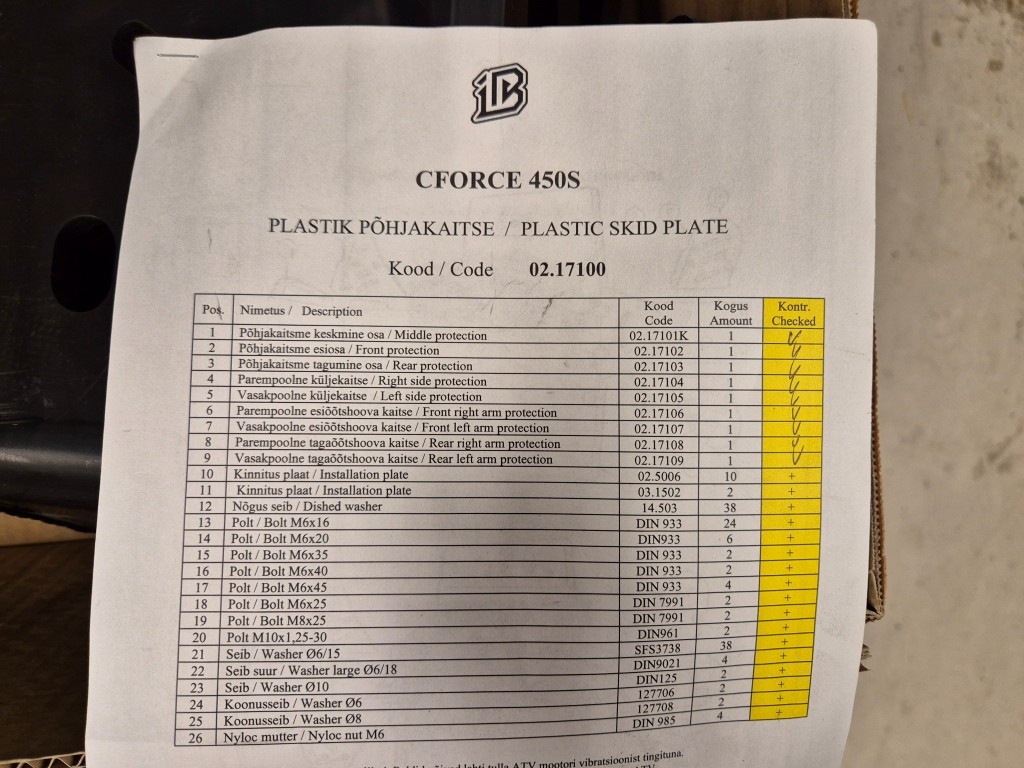 IB
CFORCE 450S
PLASTIK PÕHJAKAITSE / PLASTIC SKID PLATE
Kood / Code 02.17100
Pos. Nimetus / Description Kood Code Kogus Amount Kontr. Checked
1 Põhjakaitsme keskmine osa / Middle protection 02.17101K 1 ✓
2 Põhjakaitsme esiosa / Front protection 02.17102 1 ✓
3 Põhjakaitsme tagumine osa / Rear protection 02.17103 1 ✓
4 Parempoolne küljekaitse / Right side protection 02.17104 1 ✓
5 Vasakpoolne küljekaitse / Left side protection 02.17105 1 ✓
6 Parempoolne esiõõtshoova kaitse / Front right arm protection 02.17106 1 ✓
7 Vasakpoolne esiõõtshoova kaitse / Front left arm protection 02.17107 1 ✓
8 Parempoolne tagaõõtshoova kaitse / Rear right arm protection 02.17108 1 ✓
9 Vasakpoolne tagaõõtshoova kaitse / Rear left arm protection 02.17109 1 ✓
10 Kinnitus plaat / Installation plate 02.5006 10 +
11 Kinnitus plaat / Installation plate 03.1502 2 +
12 Nõgus seib / Dished washer 14.503 38 +
13 Polt / Bolt M6x16 DIN 933 24 +
14 Polt / Bolt M6x20 DIN933 6 +
15 Polt / Bolt M6x35 DIN 933 2 +
16 Polt / Bolt M6x40 DIN 933 2 +
17 Polt / Bolt M6x45 DIN 933 4 +
18 Polt / Bolt M6x25 DIN 7991 2 +
19 Polt / Bolt M8x25 DIN 7991 2 +
20 Polt M10x1,25-30 DIN961 2 +
21 Seib / Washer Ø6/15 SFS3738 38 +
22 Seib suur / Washer large Ø6/18 DIN9021 4 +
23 Seib / Washer Ø10 DIN125 2 +
24 Koonusseib / Washer Ø6 127706 2 +
25 Koonusseib / Washer Ø8 127708 2 +
26 Nyloc mutter / Nyloc nut M6 DIN 985 4 +
lahti tulla ATV mootori vibratsioonist tingituna.